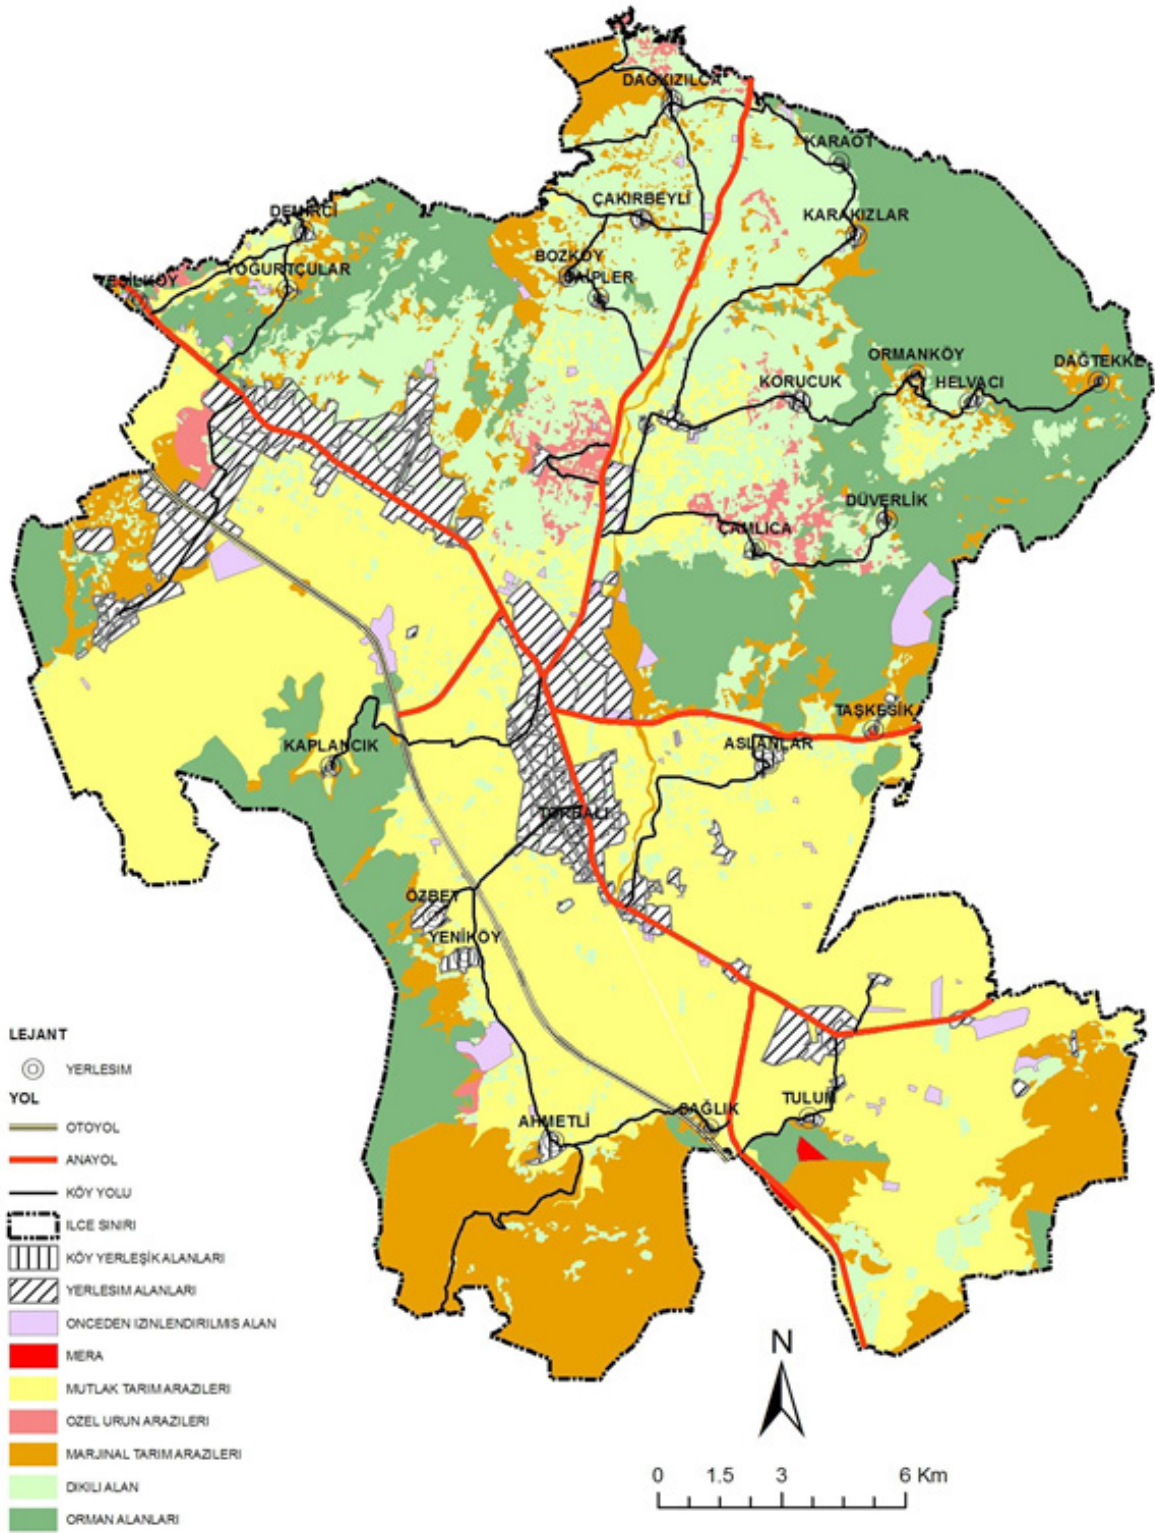 DAĞKIZILCA
KARAOT
ÇAKIRBEYLİ
KARAKIZLAR
DEMİRCİ
BOZKÖY
YOĞURTÇULAR
ORMANKÖY
DAĞTEKKE
KORUCUK
HELVACI
DÜVERLİK
ÇAMLICA
TAŞKESİK
KAPLANCIK
ASLANLAR
TORBALI
ÖZBEY
YENİKÖY
LEJANT
YERLESIM
YOL
OTOYOL
ANAYOL
KÖY YOLU
ILCE SINIRI
KÖY YERLEŞİK ALANLARI
YERLESIM ALANLARI
ONCEDEN IZINLENDIRILMIS ALAN
MERA
MUTLAK TARIM ARAZILERI
OZEL URUN ARAZILERI
MARJINAL TARIM ARAZILERI
DIKILI ALAN
ORMAN ALANLARI
AHMETLİ
SAĞLIK
TULUM
N
0 1.5 3 6 Km